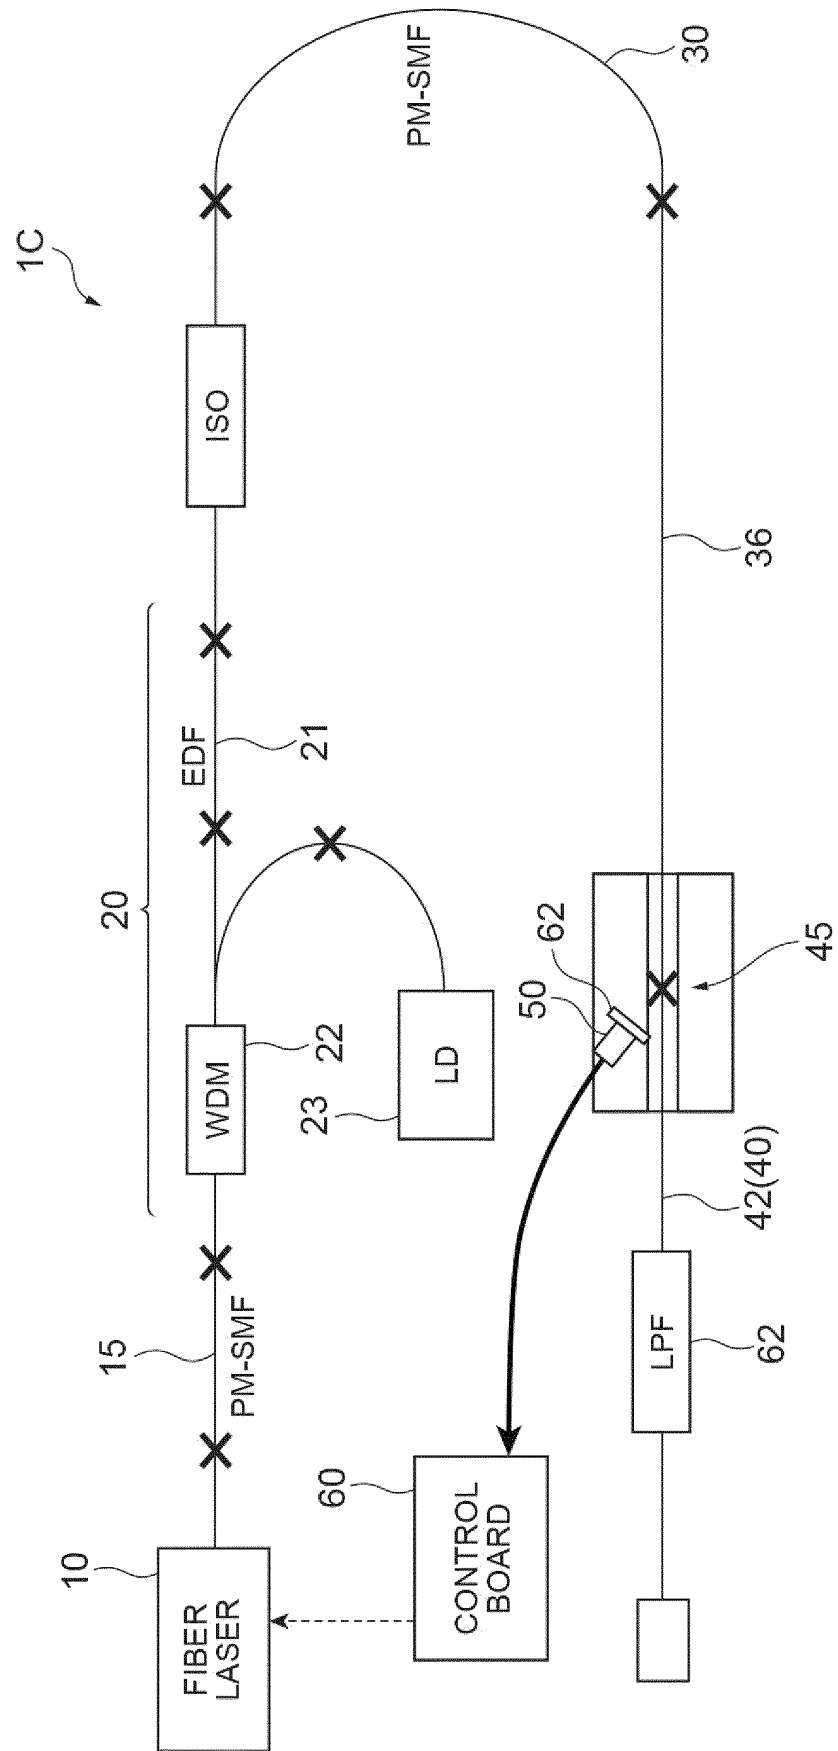 1C
20
10
FIBER
LASER
15
PM-SMF
WDM
22
EDF
21
ISO
PM-SMF
30
23
LD
60
CONTROL
BOARD
50
62
45
36
42(40)
LPF
62